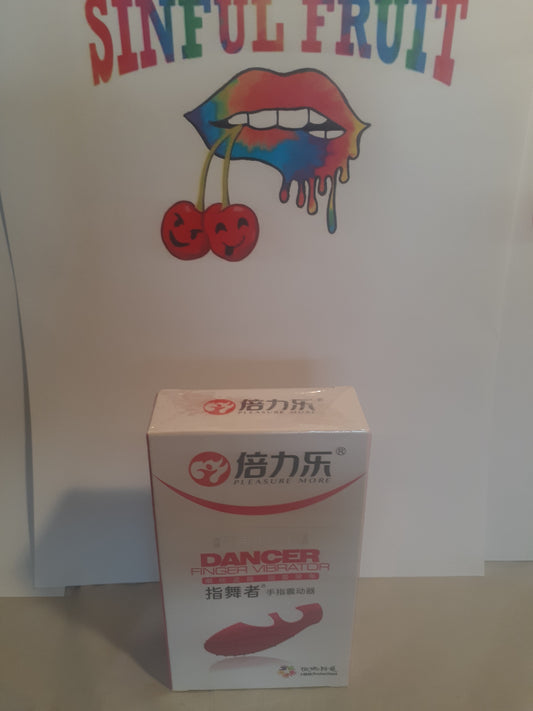 SINFUL FRUIT
倍力乐®
PLEASURE MORE
倍力乐®
PLEASURE MORE
DANCER
FINGER VIBRATOR
指舞者 手指震动器